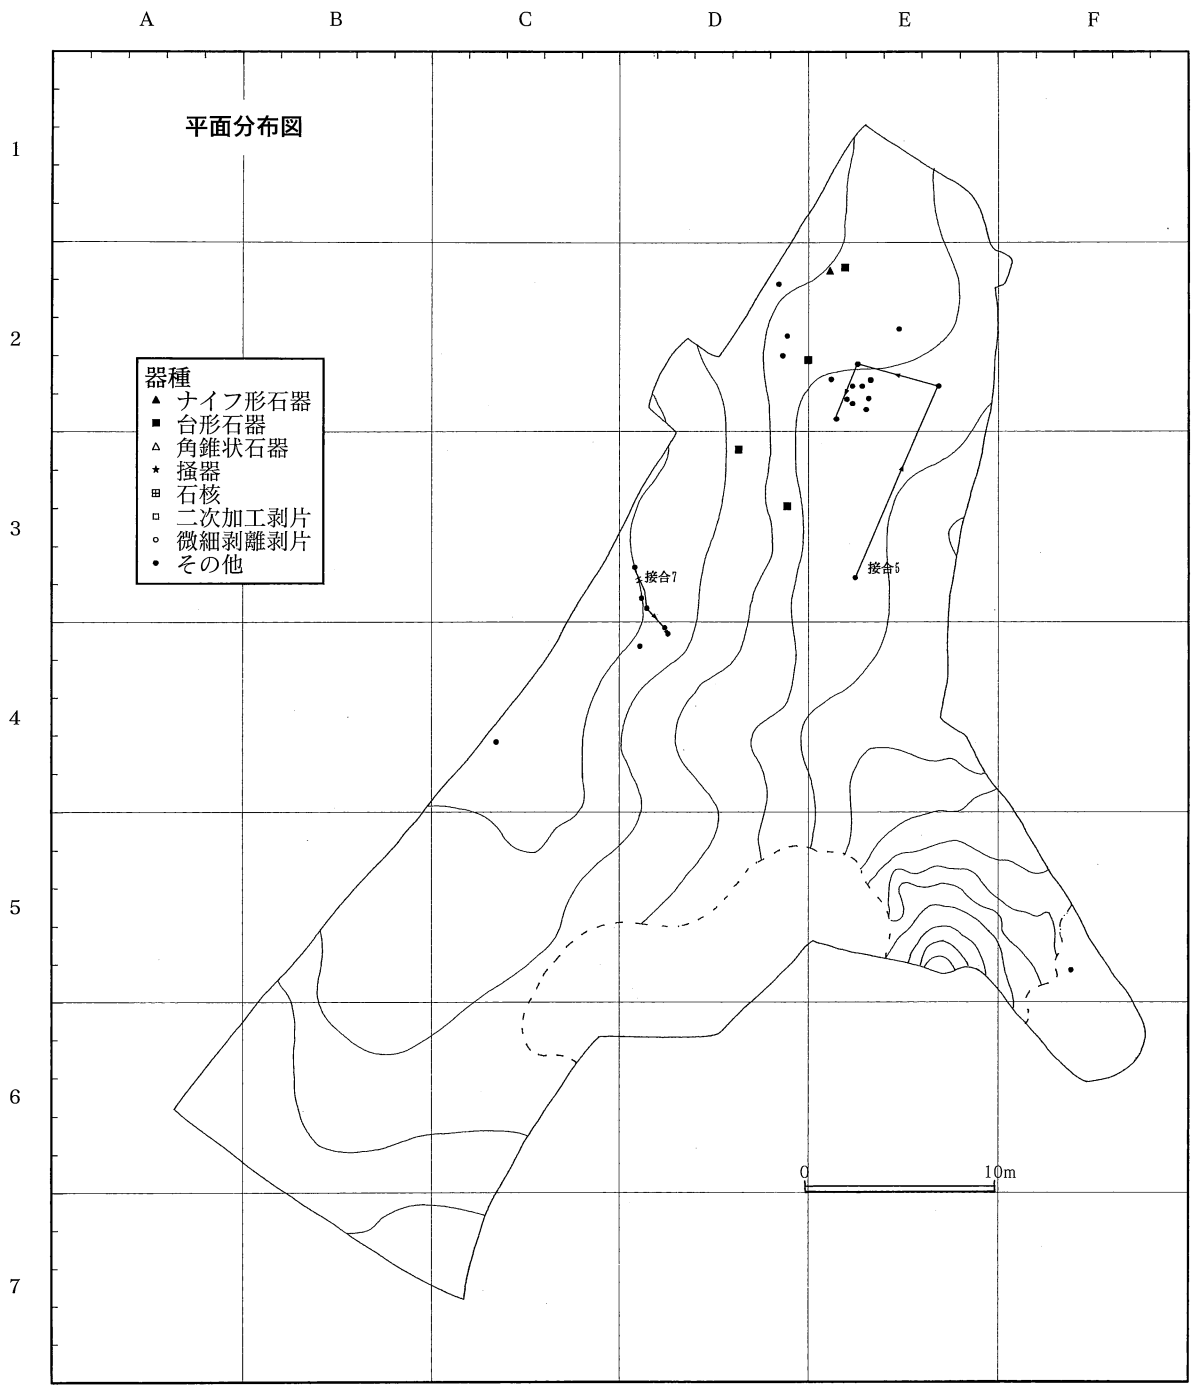 A B C D E F
平面分布図
1
2
器種
▲ ナイフ形石器
■ 台形石器
△ 角錐状石器
★ 掻器
⊞ 石核
□ 二次加工剥片
○ 微細剥離剥片
● その他
3
接合7
接合5
4
5
6
0 10m
7